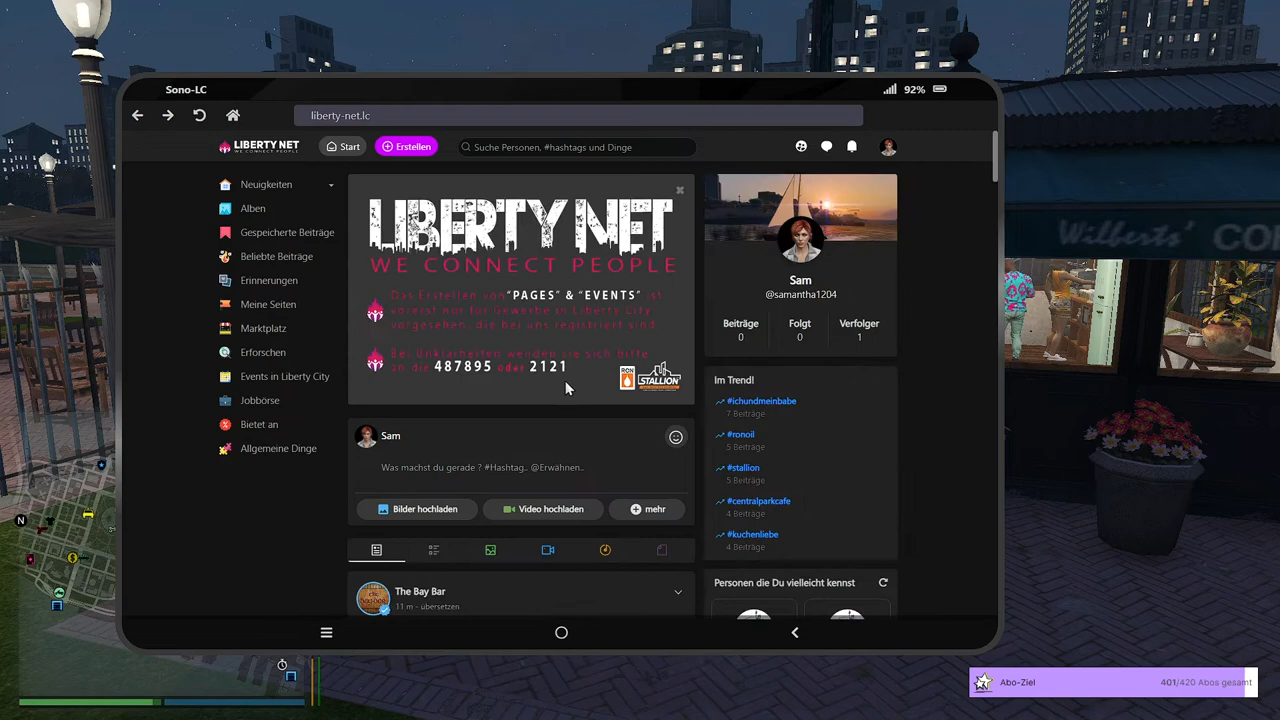 Sono-LC
92%
liberty-net.lc
LIBERTY NET
WE CONNECT PEOPLE
Start
Erstellen
Suche Personen, #hashtags und Dinge
Neuigkeiten
Alben
Gespeicherte Beiträge
Beliebte Beiträge
Erinnerungen
Meine Seiten
Marktplatz
Erforschen
Events in Liberty City
Jobbörse
Bietet an
Allgemeine Dinge
LIBERTY NET
WE CONNECT PEOPLE
Das Erstellen von "PAGES" & "EVENTS" ist
vorerst nur für Gewerbe in Liberty City
vorgesehen, die bei uns registriert sind
Bei Unklarheiten wenden sie sich bitte
an die 487895 oder 2121
RON
STALLION
Sam
Was machst du gerade ? #Hashtag.. @Erwähnen..
Bilder hochladen
Video hochladen
mehr
The Bay Bar
11 m - übersetzen
Sam
@samantha1204
Beiträge
0
Folgt
0
Verfolger
1
Im Trend!
#ichundmeinbabe
7 Beiträge
#ronoil
5 Beiträge
#stallion
5 Beiträge
#centralparkcafe
4 Beiträge
#kuchenliebe
4 Beiträge
Personen die Du vielleicht kennst
Willerts' CO
N
Abo-Ziel
401/420 Abos gesamt